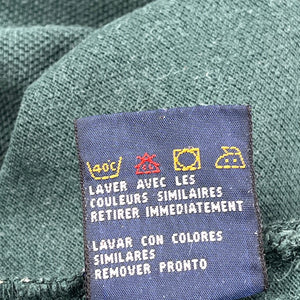 40°C
LAVER AVEC LES
COULEURS SIMILAIRES
RETIRER IMMEDIATEMENT
LAVAR CON COLORES
SIMILARES
REMOVER PRONTO